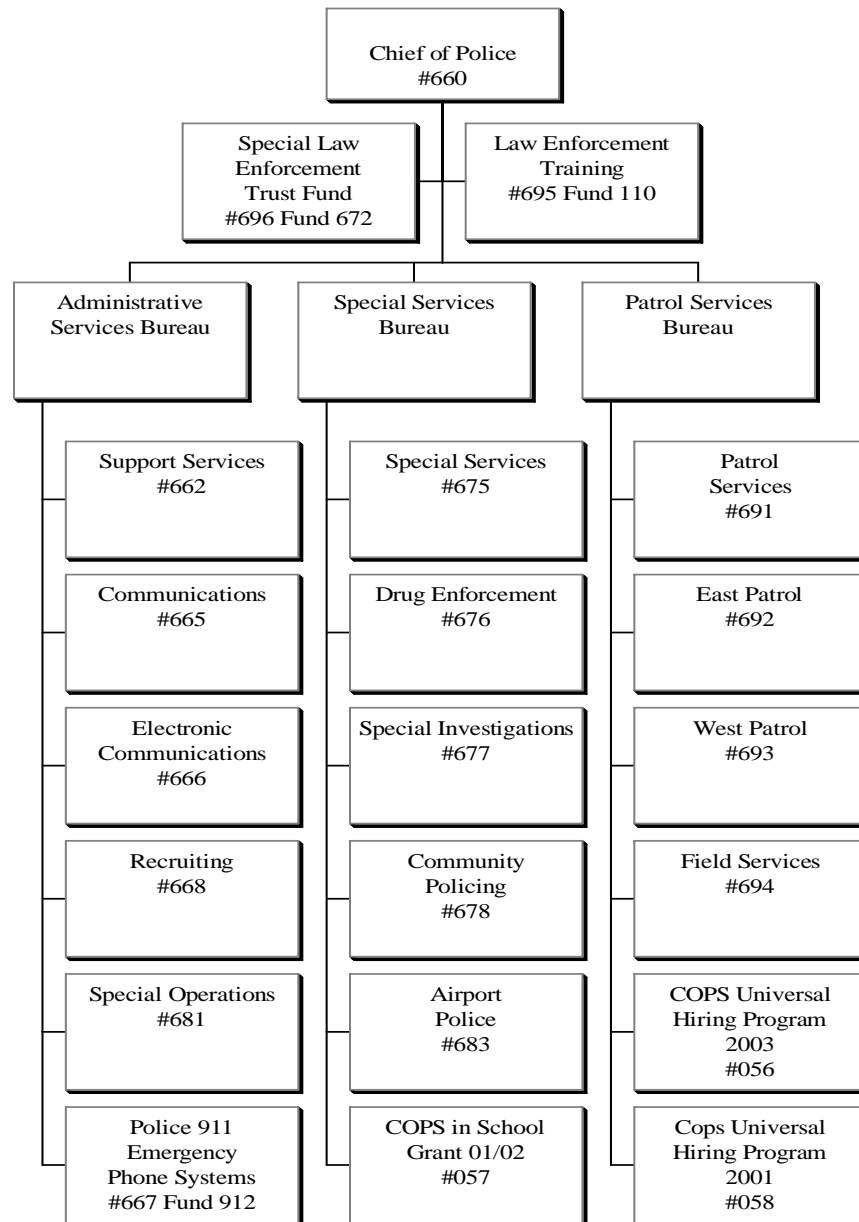 Chief of Police
#660
Special Law
Enforcement
Trust Fund
#696 Fund 672
Law Enforcement
Training
#695 Fund 110
Administrative
Services Bureau
Special Services
Bureau
Patrol Services
Bureau
Support Services
#662
Special Services
#675
Patrol
Services
#691
Communications
#665
Drug Enforcement
#676
East Patrol
#692
Electronic
Communications
#666
Special Investigations
#677
West Patrol
#693
Recruiting
#668
Community
Policing
#678
Field Services
#694
Special Operations
#681
Airport
Police
#683
COPS Universal
Hiring Program
2003
#056
Police 911
Emergency
Phone Systems
#667 Fund 912
COPS in School
Grant 01/02
#057
Cops Universal
Hiring Program
2001
#058